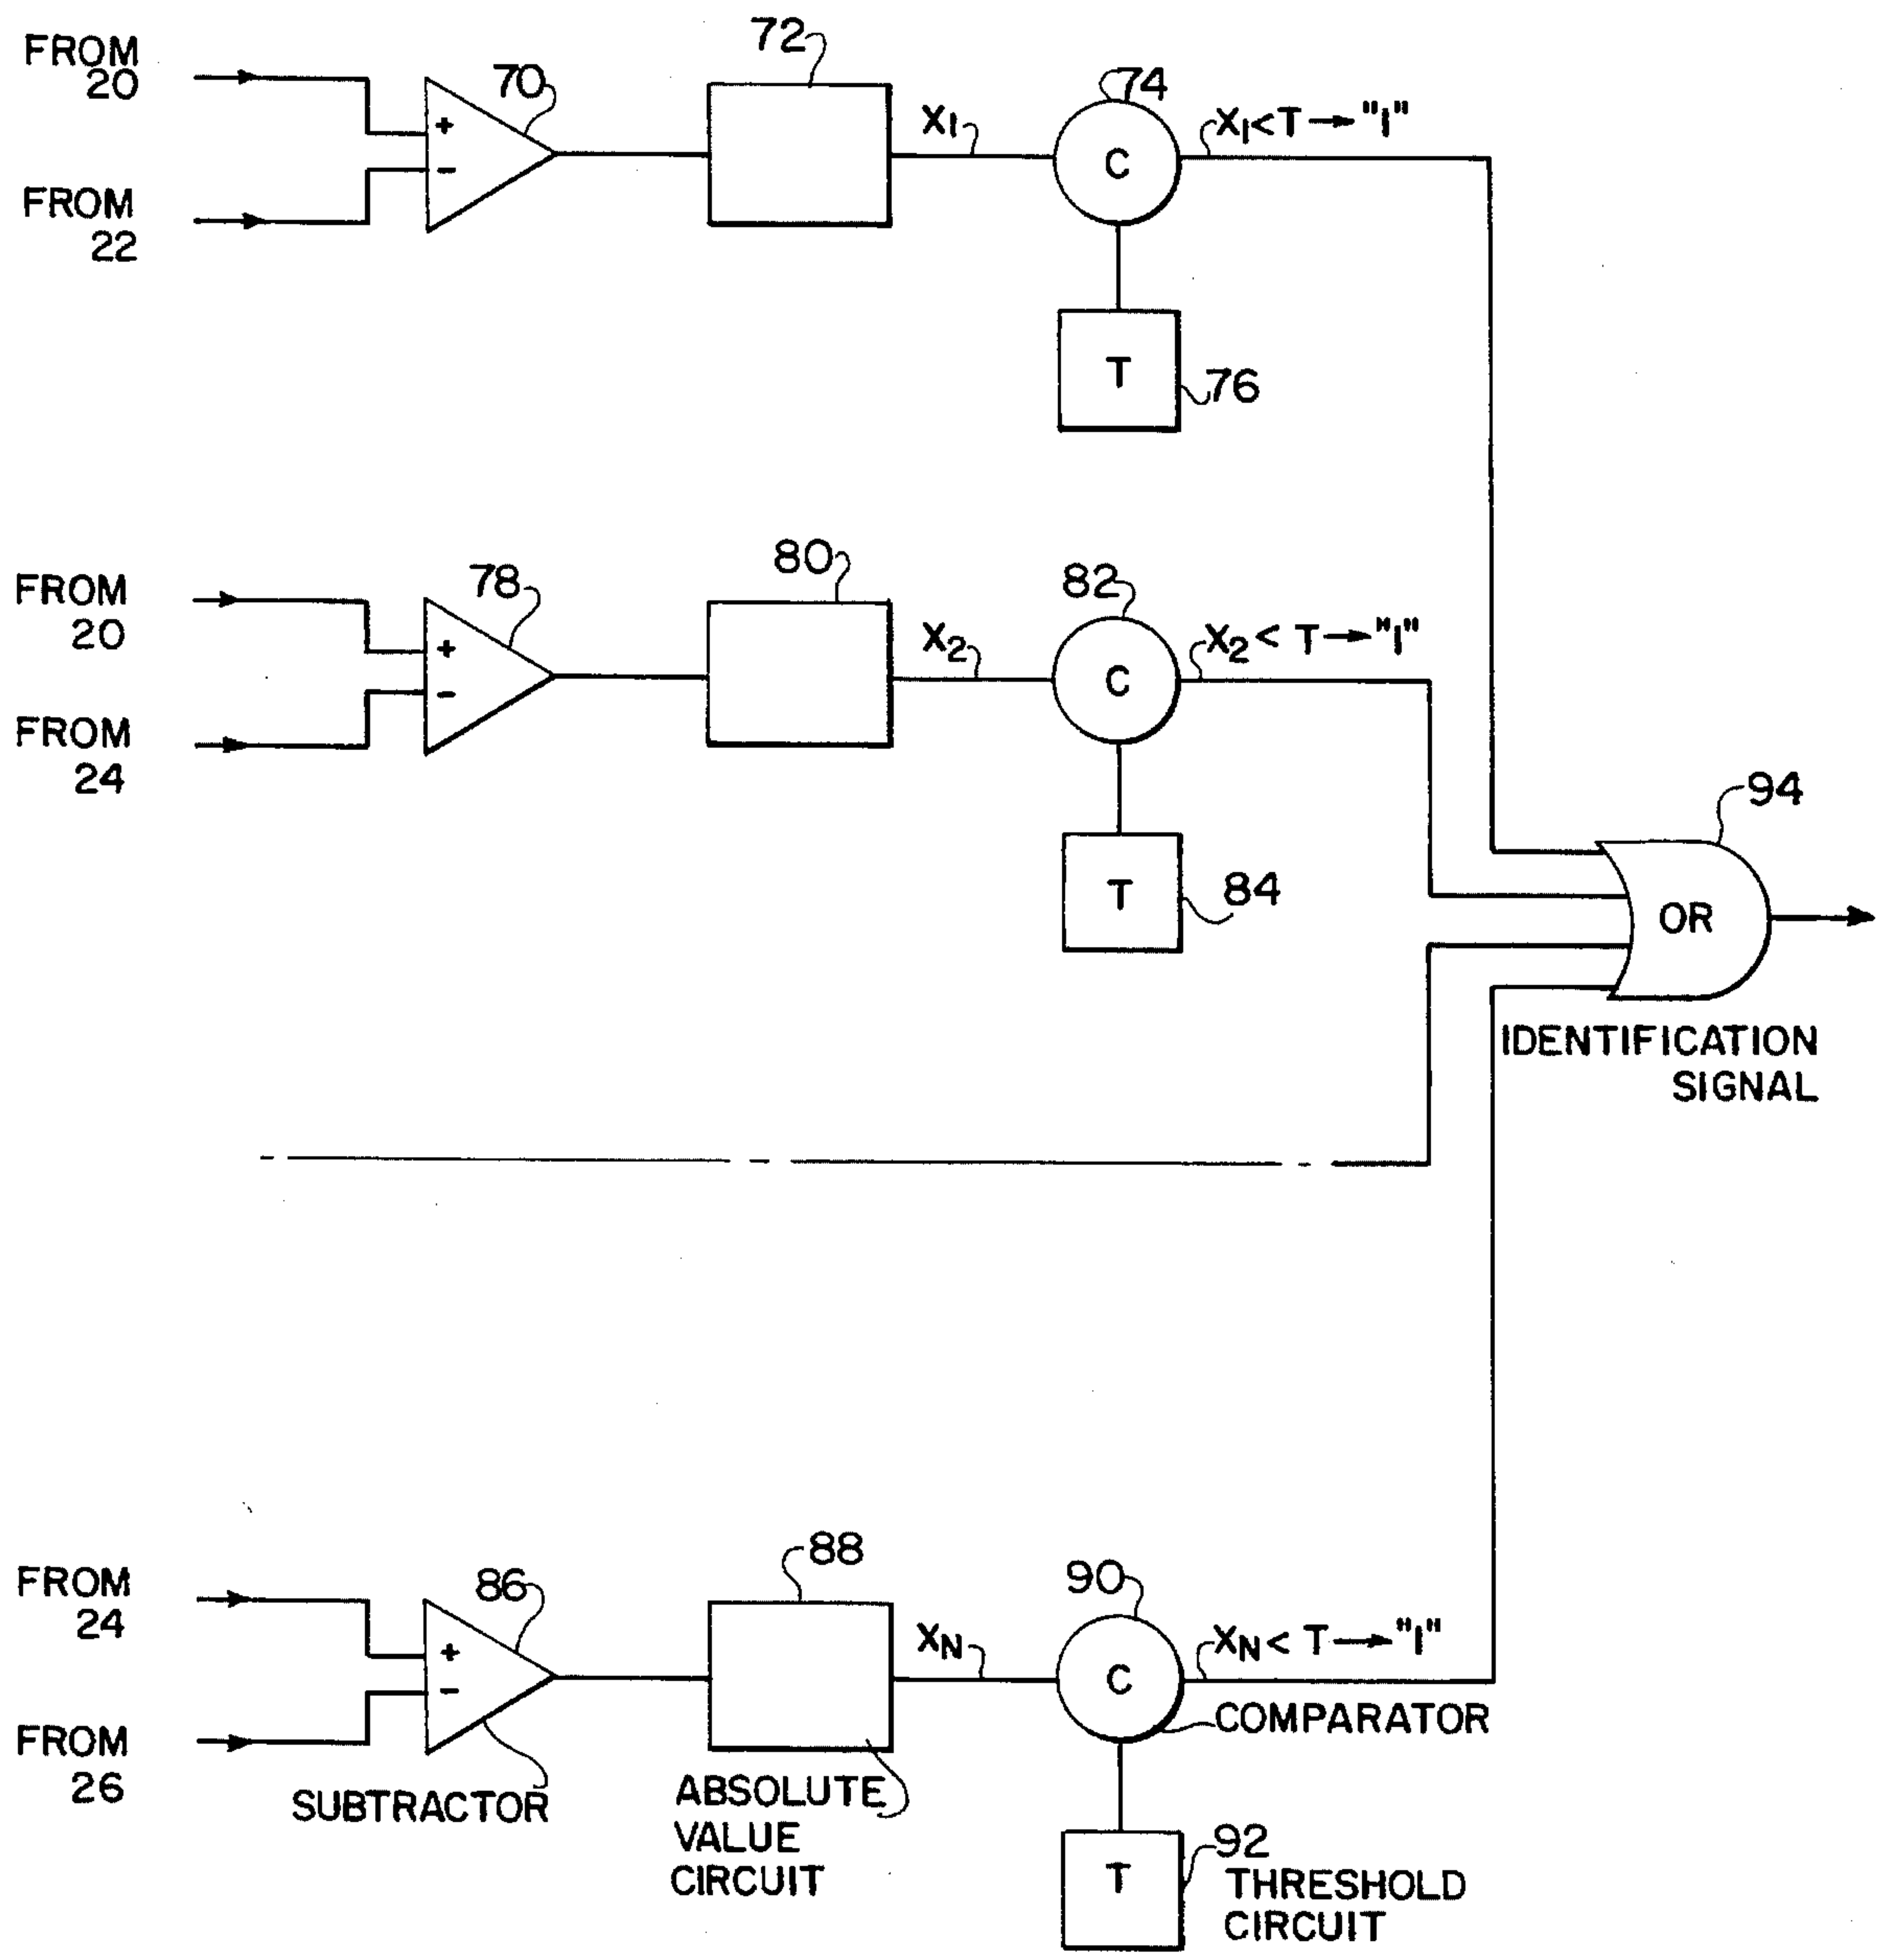 FROM
20
FROM
22
70
+
−
72
X1
74
C
X1<T→"1"
T
76
FROM
20
FROM
24
78
+
−
80
X2
82
C
X2< T→"1"
T
84
94
OR
IDENTIFICATION
SIGNAL
FROM
24
FROM
26
86
+
−
SUBTRACTOR
88
ABSOLUTE
VALUE
CIRCUIT
XN
90
C
XN< T→"1"
COMPARATOR
T
92
THRESHOLD
CIRCUIT